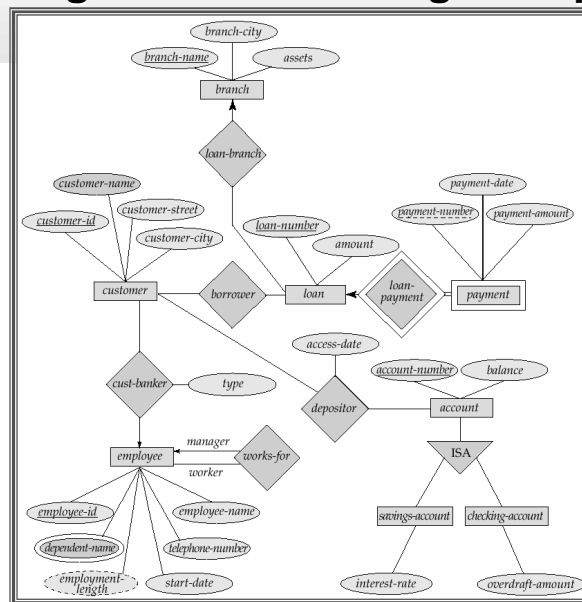 branch-city
branch-name
assets
branch
loan-branch
customer-name
payment-date
customer-street
customer-id
loan-number
payment-number
payment-amount
customer-city
amount
customer
borrower
loan
loan-
payment
payment
access-date
account-number
balance
cust-banker
type
depositor
account
manager
employee
works-for
worker
ISA
employee-id
employee-name
savings-account
checking-account
dependent-name
telephone-number
employment-
length
start-date
interest-rate
overdraft-amount